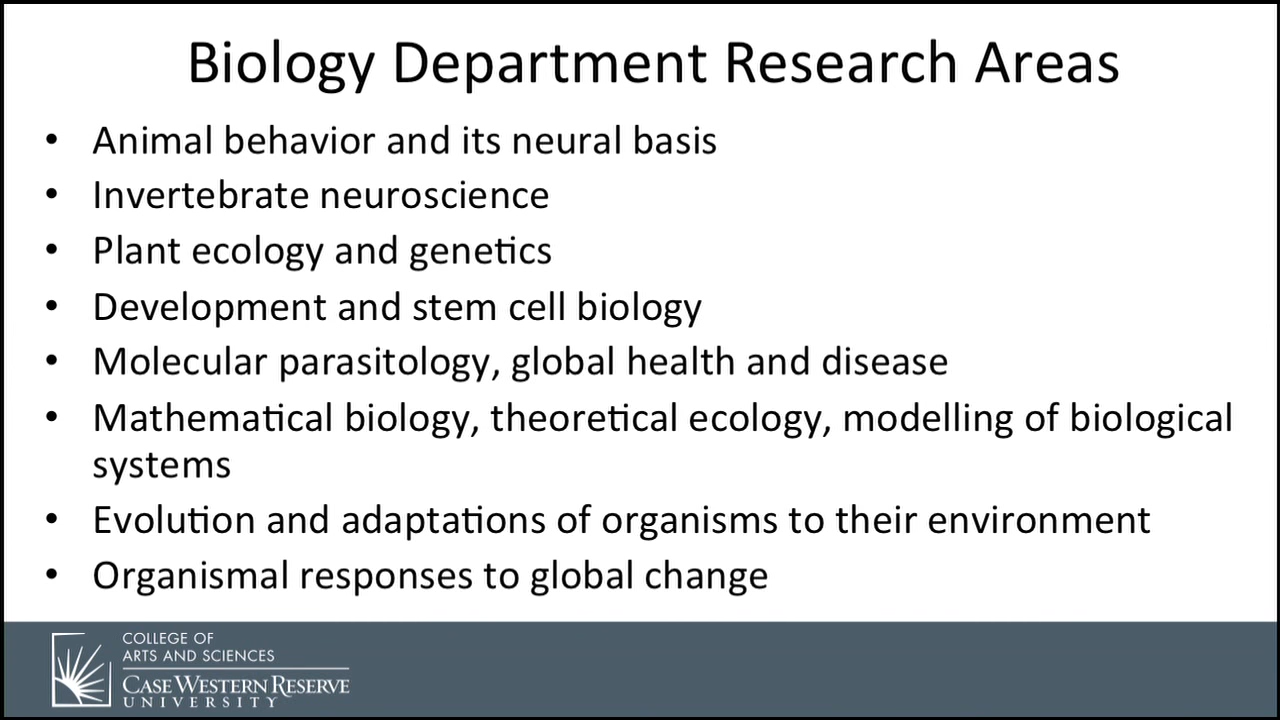 Biology Department Research Areas
• Animal behavior and its neural basis
• Invertebrate neuroscience
• Plant ecology and genetics
• Development and stem cell biology
• Molecular parasitology, global health and disease
• Mathematical biology, theoretical ecology, modelling of biological
systems
• Evolution and adaptations of organisms to their environment
• Organismal responses to global change
COLLEGE OF
ARTS AND SCIENCES
CASE WESTERN RESERVE
UNIVERSITY